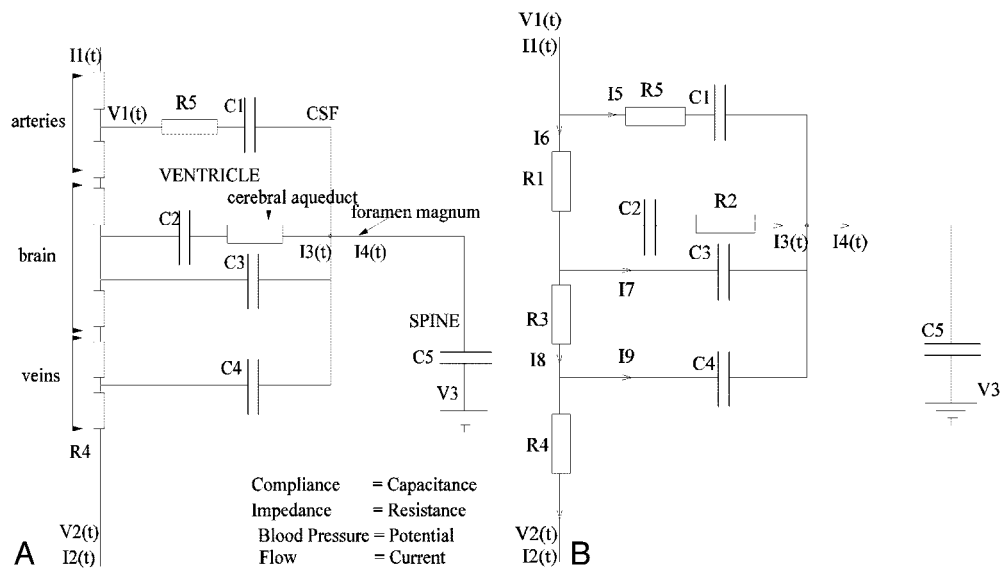 I1(t)
arteries
V1(t)
R5
C1
CSF
VENTRICLE
cerebral aqueduct
foramen magnum
C2
I3(t)
I4(t)
brain
C3
SPINE
C5
V3
veins
C4
R4
V2(t)
I2(t)
A
Compliance = Capacitance
Impedance = Resistance
Blood Pressure = Potential
Flow = Current
V1(t)
I1(t)
I5
R5
C1
I6
R1
C2
R2
I3(t)
I4(t)
C3
I7
R3
I8
I9
C4
C5
V3
R4
V2(t)
I2(t)
B